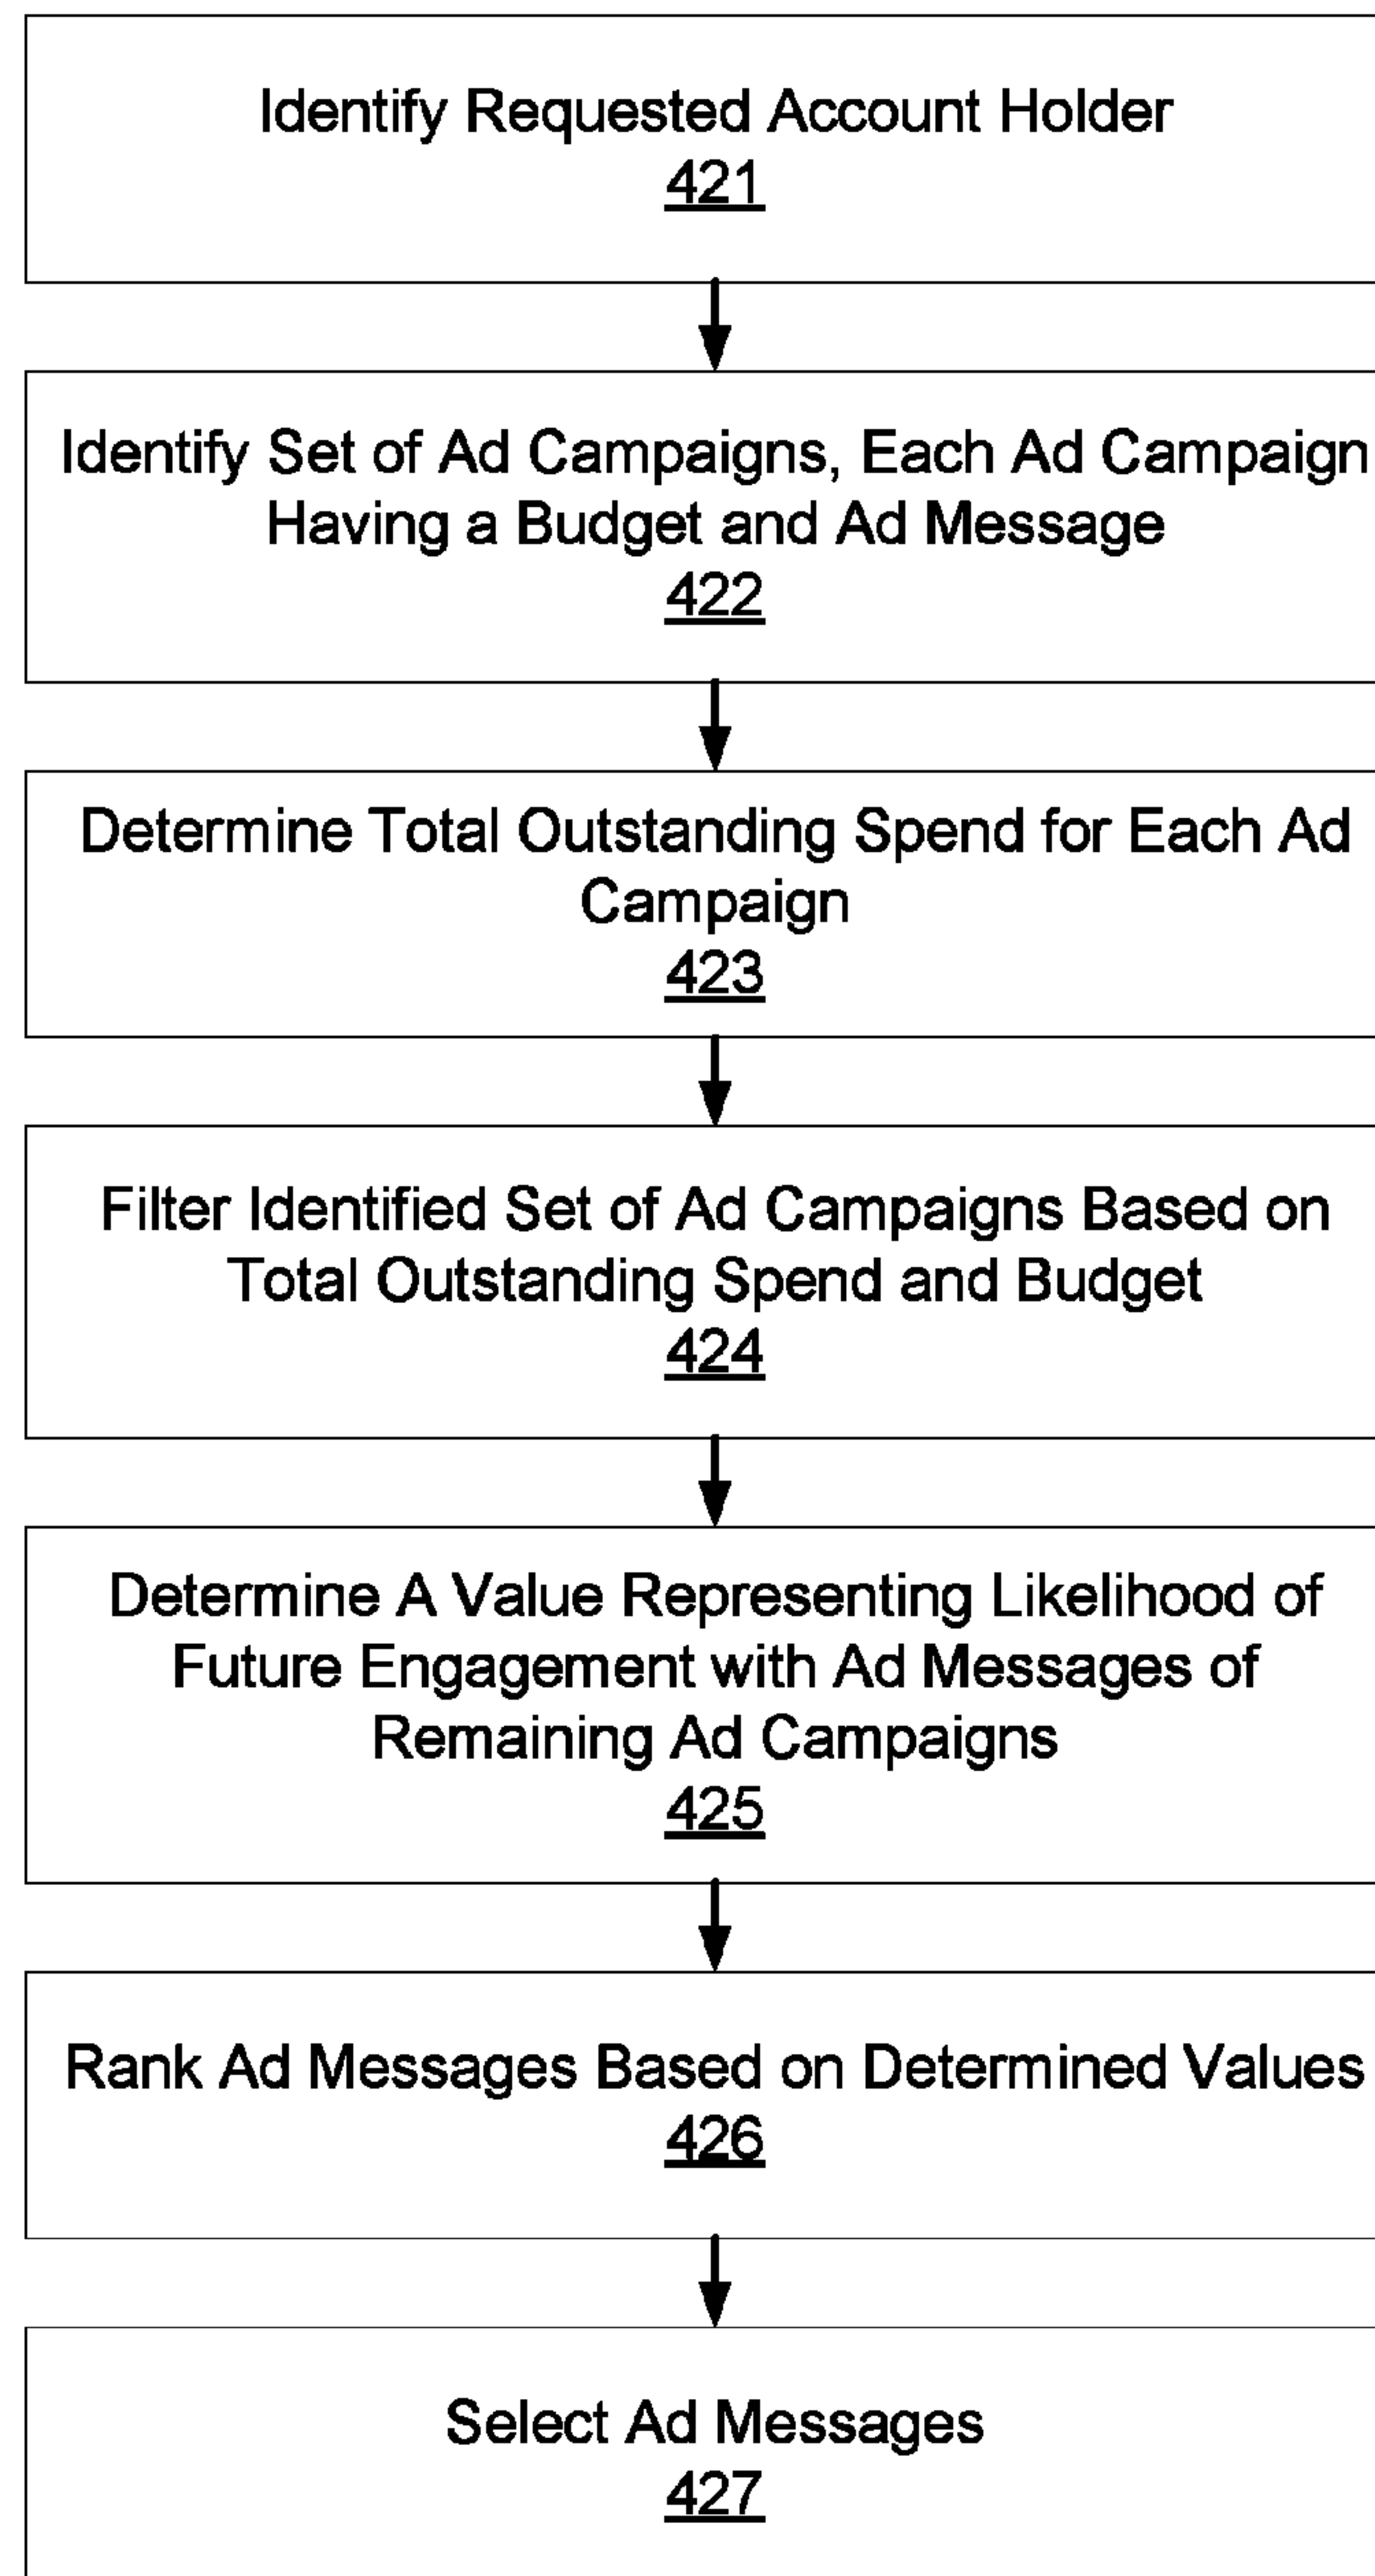 Identify Requested Account Holder
421
Identify Set of Ad Campaigns, Each Ad Campaign
Having a Budget and Ad Message
422
Determine Total Outstanding Spend for Each Ad
Campaign
423
Filter Identified Set of Ad Campaigns Based on
Total Outstanding Spend and Budget
424
Determine A Value Representing Likelihood of
Future Engagement with Ad Messages of
Remaining Ad Campaigns
425
Rank Ad Messages Based on Determined Values
426
Select Ad Messages
427